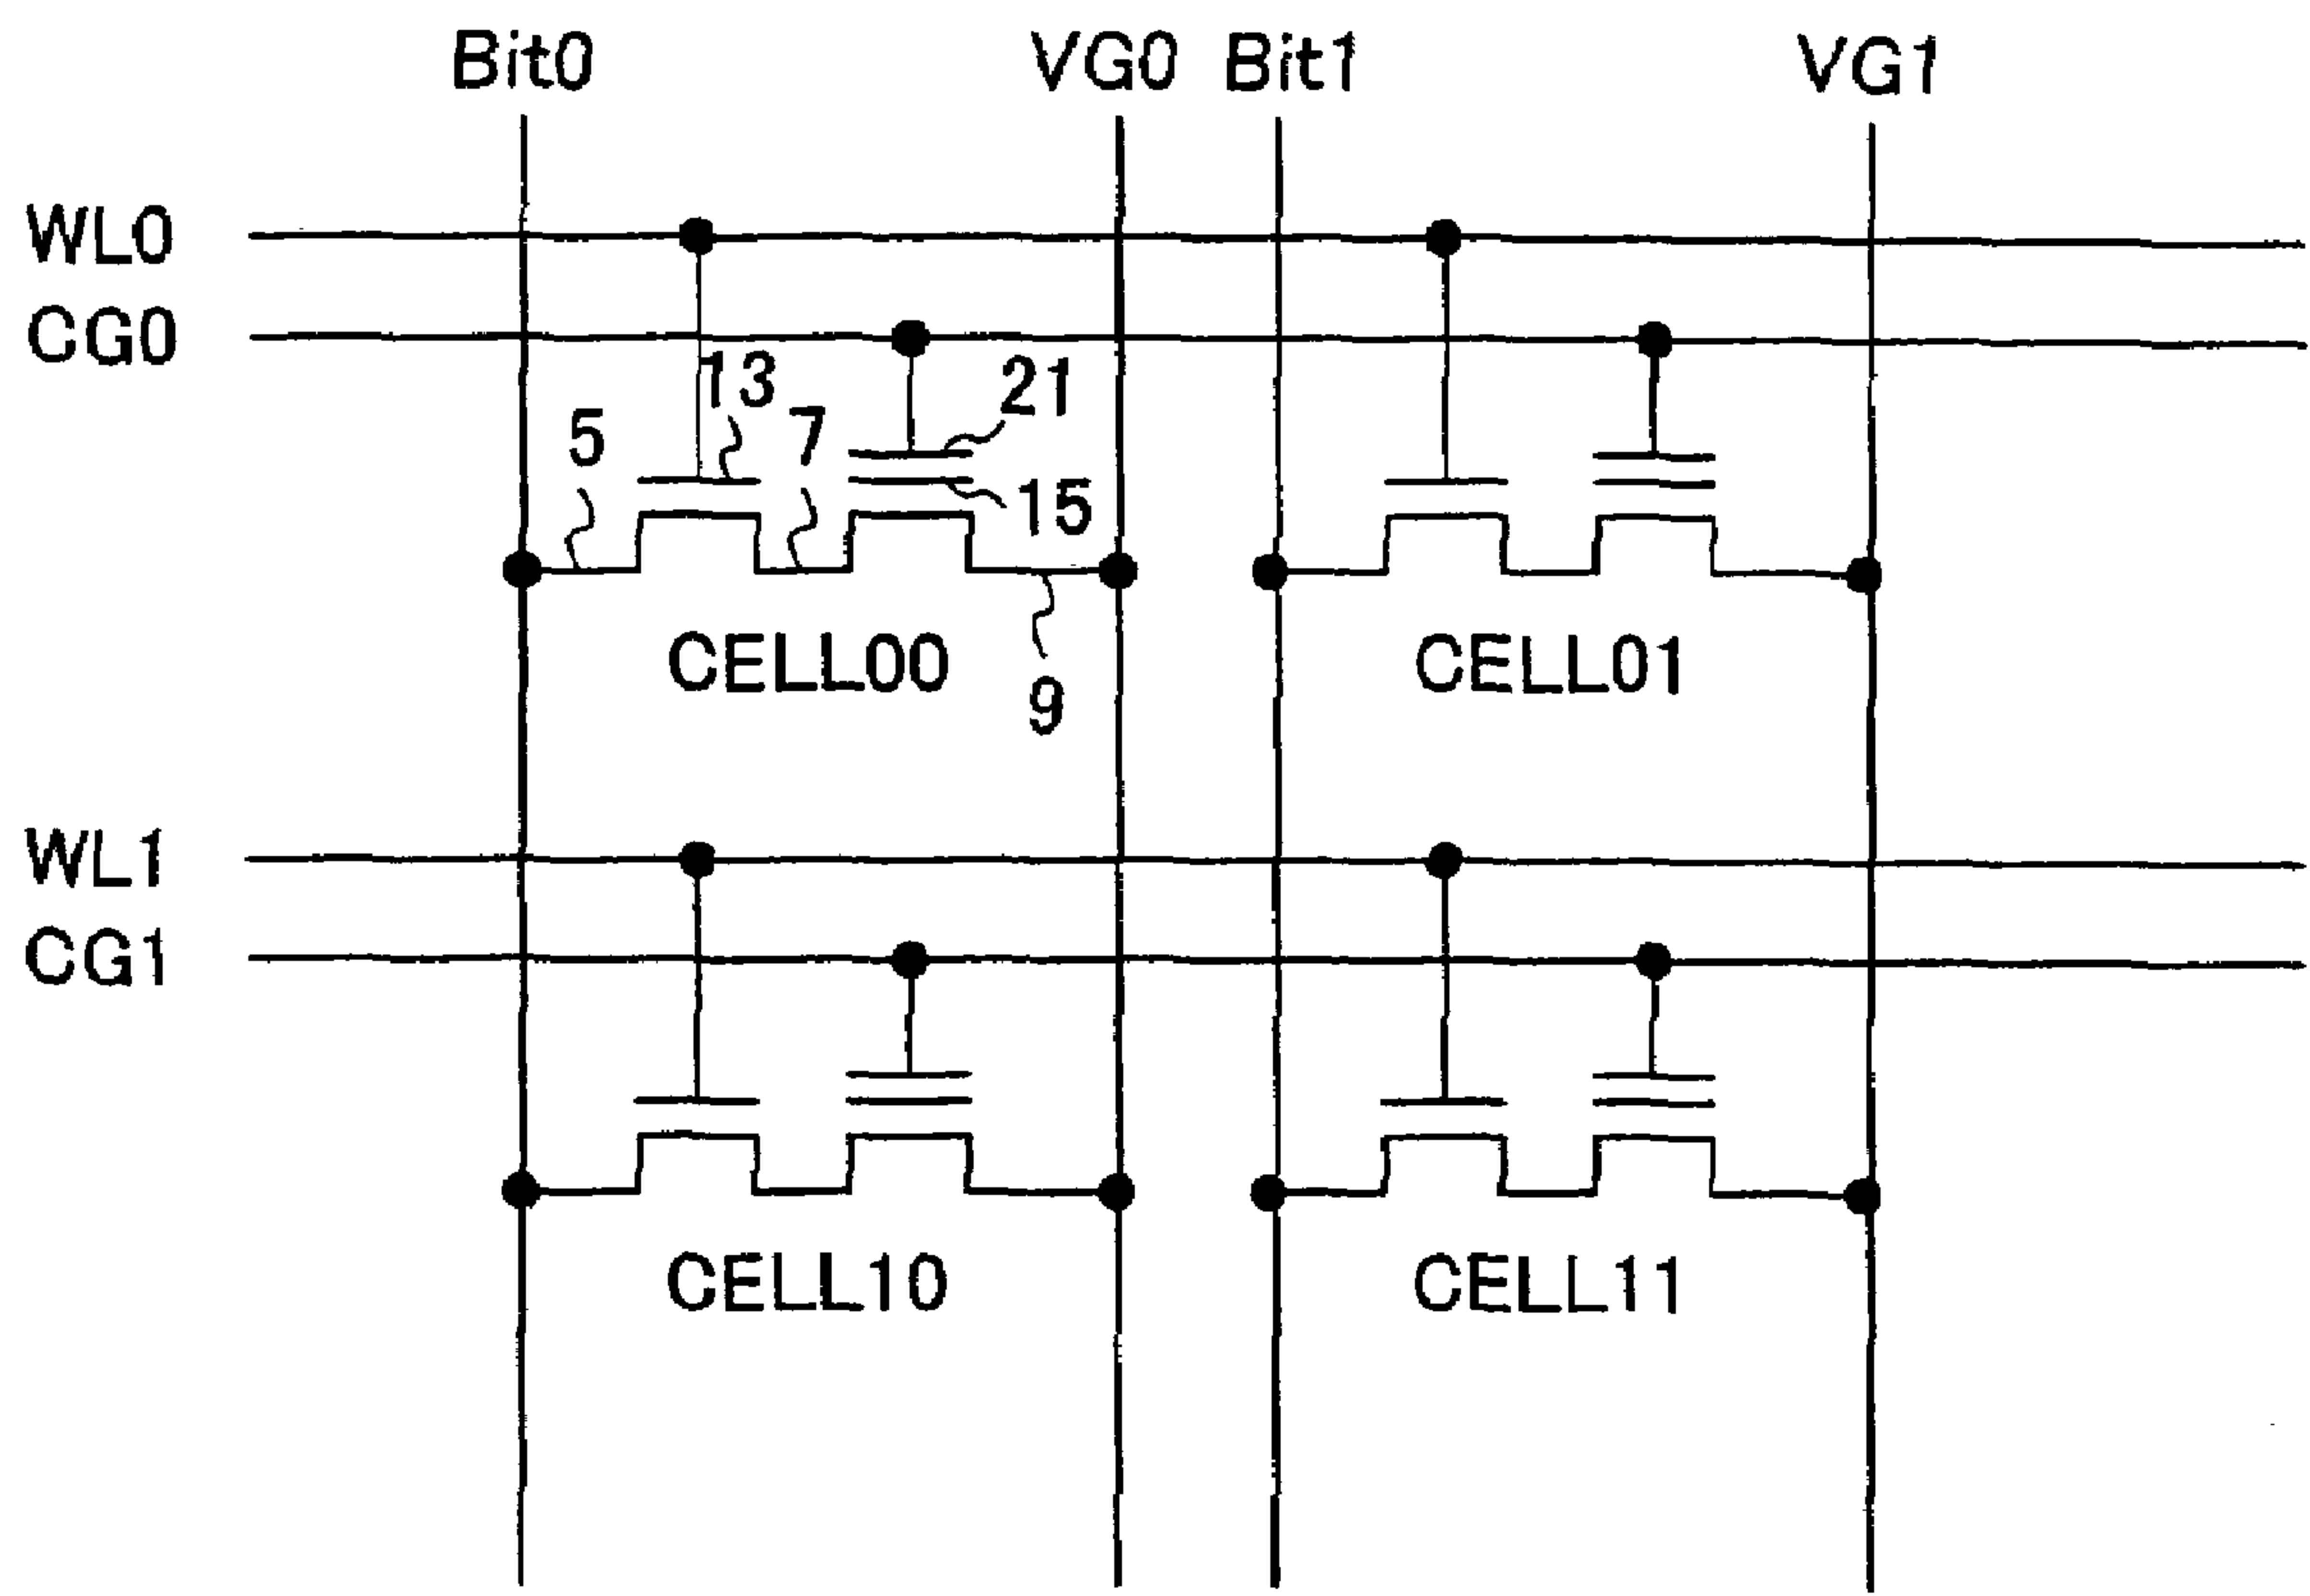 Bit0 VG0 Bit1 VG1
WL0
CG0
13 21
5 7
15
CELL00 CELL01
9
WL1
CG1
CELL10 CELL11